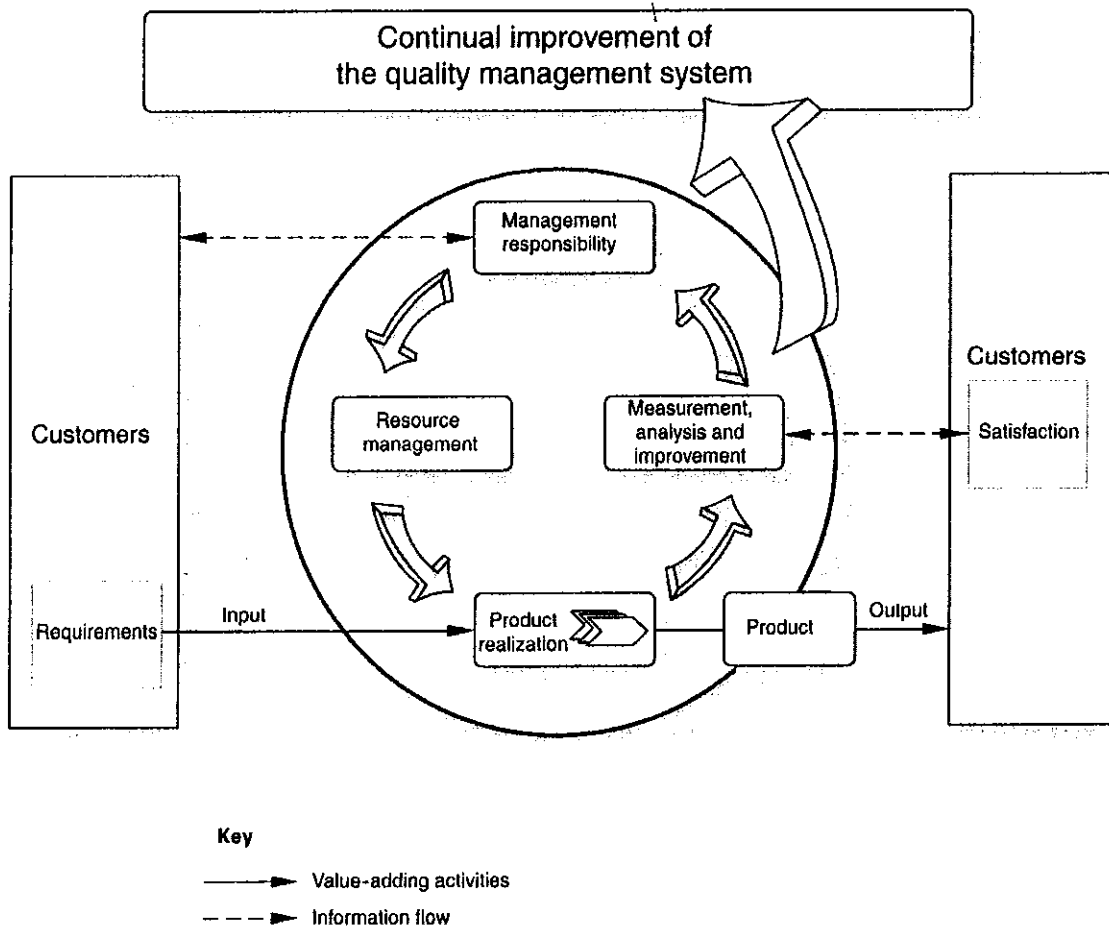 Continual improvement of
the quality management system
Management
responsibility
Customers
Resource
management
Measurement,
analysis and
improvement
Customers
Satisfaction
Requirements
Input
Product
realization
Product
Output
Key
Value-adding activities
Information flow